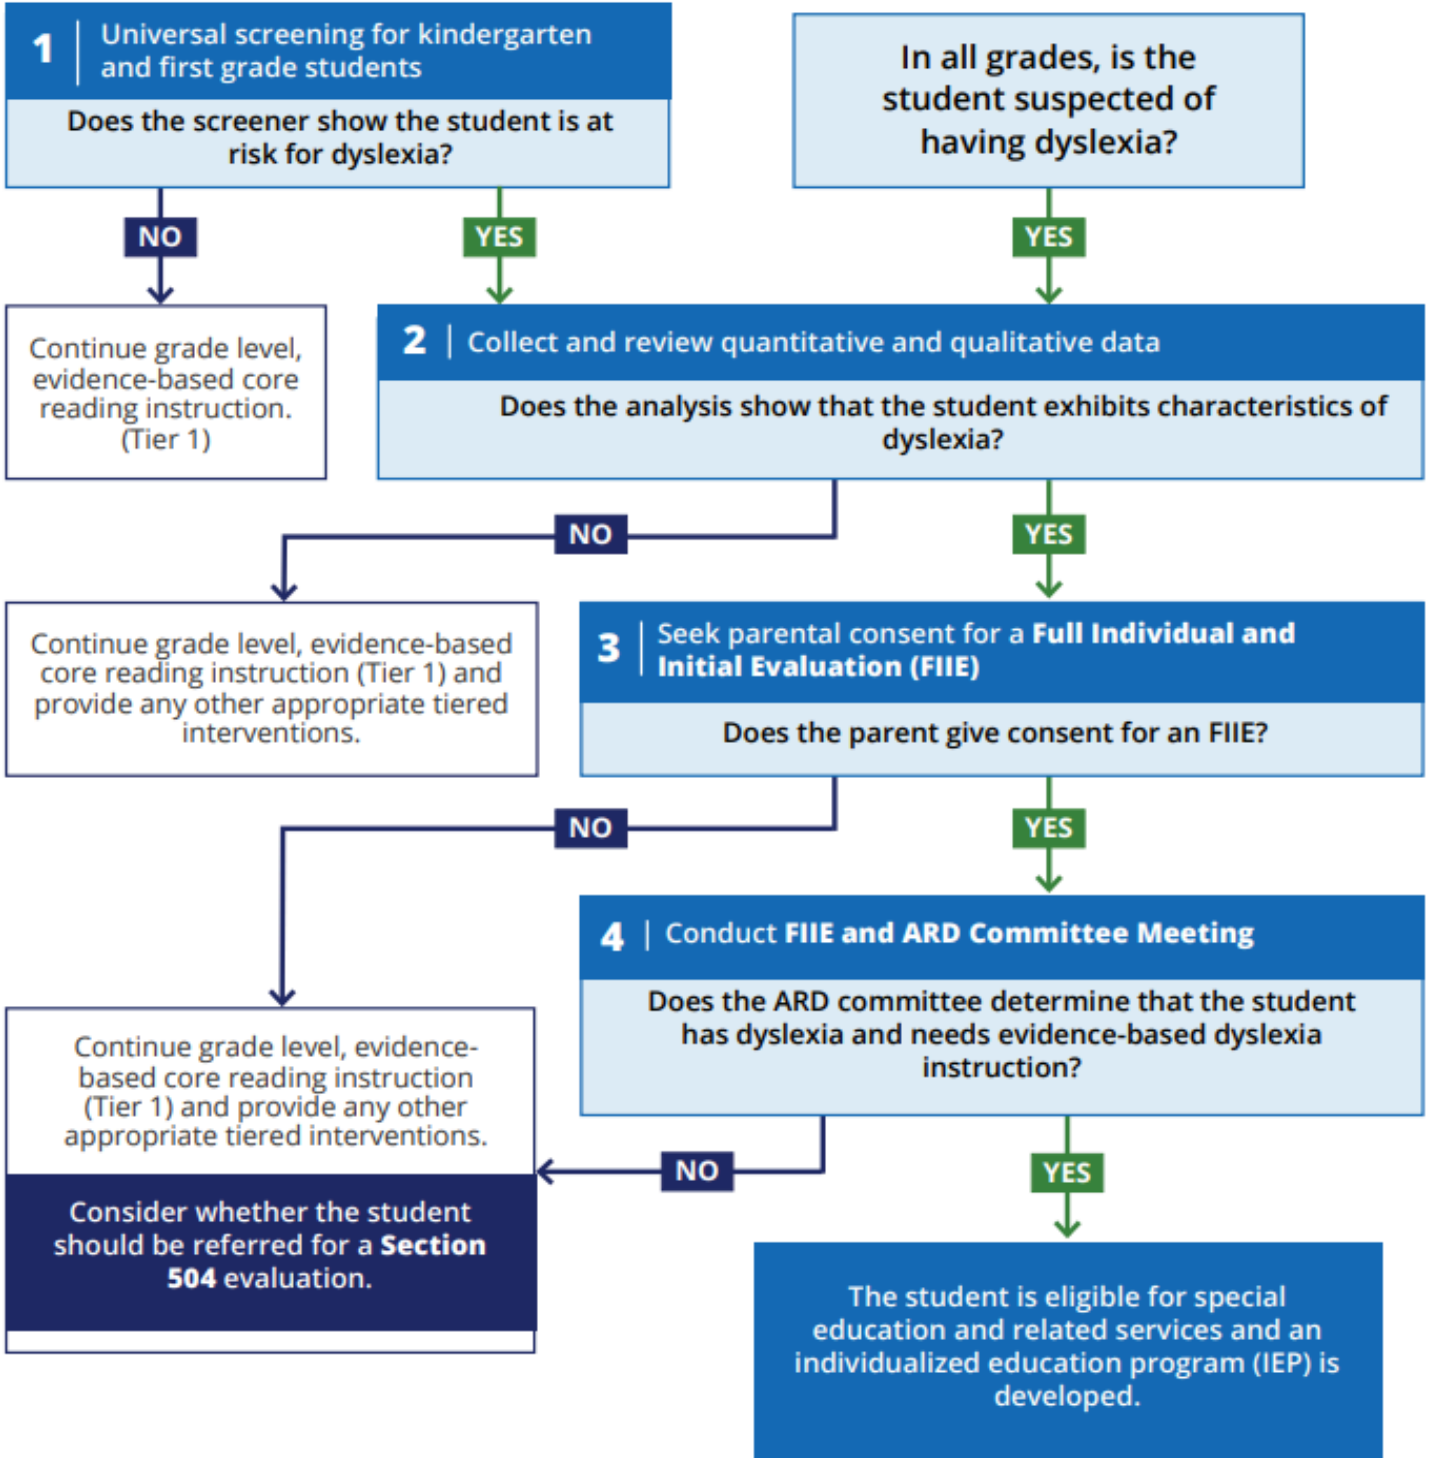 1
Universal screening for kindergarten
and first grade students
Does the screener show the student is at
risk for dyslexia?
In all grades, is the
student suspected of
having dyslexia?
NO
YES
YES
Continue grade level,
evidence-based core
reading instruction.
(Tier 1)
2
Collect and review quantitative and qualitative data
Does the analysis show that the student exhibits characteristics of
dyslexia?
NO
YES
Continue grade level, evidence-based
core reading instruction (Tier 1) and
provide any other appropriate tiered
interventions.
3
Seek parental consent for a Full Individual and
Initial Evaluation (FIIE)
Does the parent give consent for an FIIE?
NO
YES
4
Conduct FIIE and ARD Committee Meeting
Does the ARD committee determine that the student
has dyslexia and needs evidence-based dyslexia
instruction?
Continue grade level, evidence-
based core reading instruction
(Tier 1) and provide any other
appropriate tiered interventions.
NO
YES
Consider whether the student
should be referred for a Section
504 evaluation.
The student is eligible for special
education and related services and an
individualized education program (IEP) is
developed.